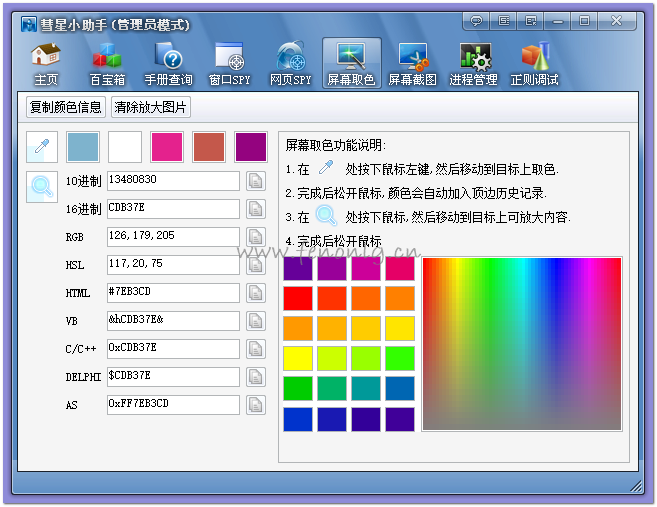 彗星小助手 (管理员模式)
主页 百宝箱 手册查询 窗口SPY 网页SPY 屏幕取色 屏幕截图 进程管理 正则调试
复制颜色信息 清除放大图片
10进制 13480830
16进制 CDB37E
RGB 126,179,205
HSL 117,20,75
HTML #7EB3CD
VB &hCDB37E&
C/C++ 0xCDB37E
DELPHI $CDB37E
AS 0xFF7EB3CD
屏幕取色功能说明:
1. 在 处按下鼠标左键, 然后移动到目标上取色.
2. 完成后松开鼠标, 颜色会自动加入顶边历史记录.
3. 在 处按下鼠标, 然后移动到目标上可放大内容.
4. 完成后松开鼠标